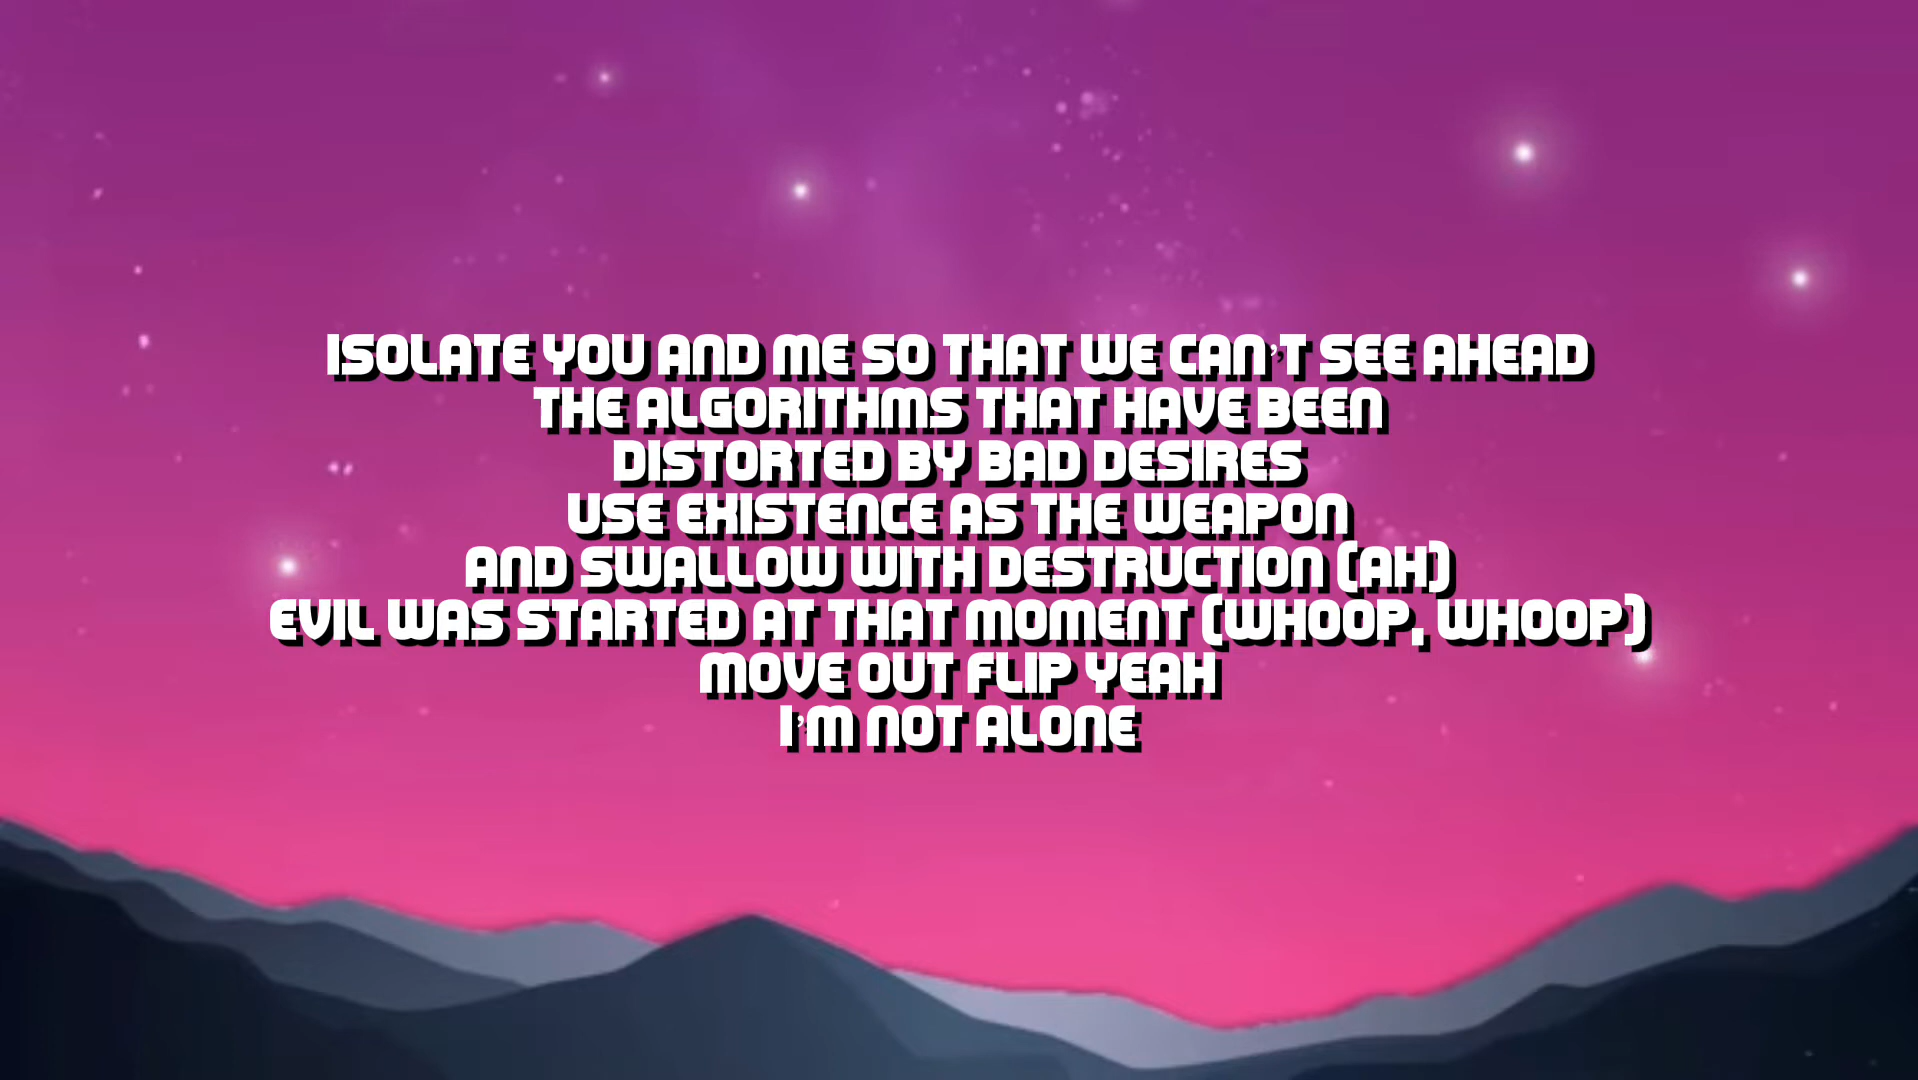 ISOLATE YOU AND ME SO THAT WE CAN'T SEE AHEAD
THE ALGORITHMS THAT HAVE BEEN
DISTORTED BY BAD DESIRES
USE EXISTENCE AS THE WEAPON
AND SWALLOW WITH DESTRUCTION (AH)
EVIL WAS STARTED AT THAT MOMENT (WHOOP, WHOOP)
MOVE OUT FLIP YEAH
I'M NOT ALONE